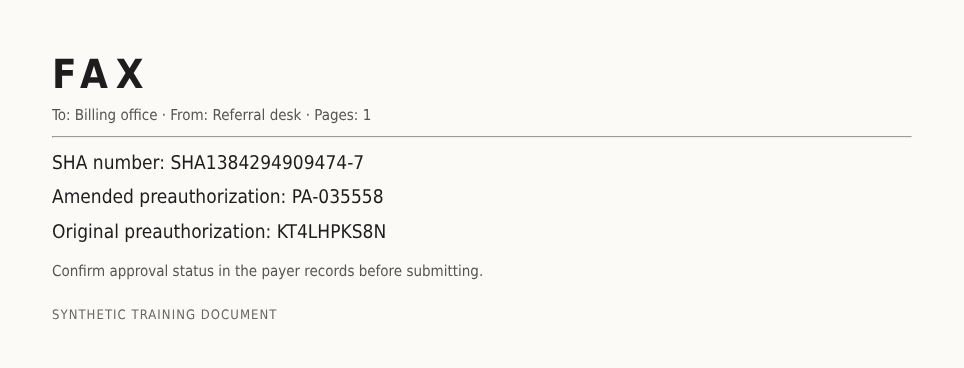 FAX
To: Billing office · From: Referral desk · Pages: 1
SHA number: SHA1384294909474-7
Amended preauthorization: PA-035558
Original preauthorization: KT4LHPKS8N
Confirm approval status in the payer records before submitting.
SYNTHETIC TRAINING DOCUMENT